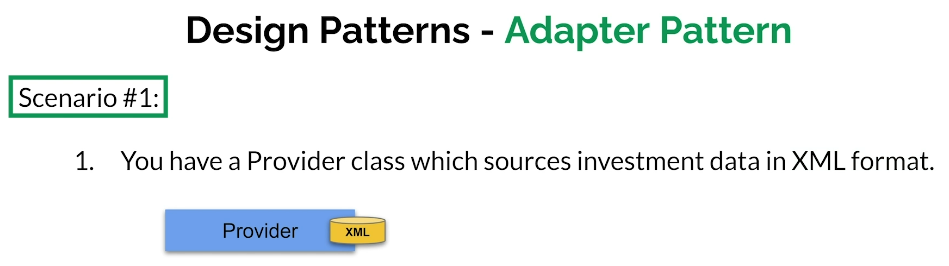 Design Patterns - Adapter Pattern
Scenario #1:
1. You have a Provider class which sources investment data in XML format.
Provider
XML